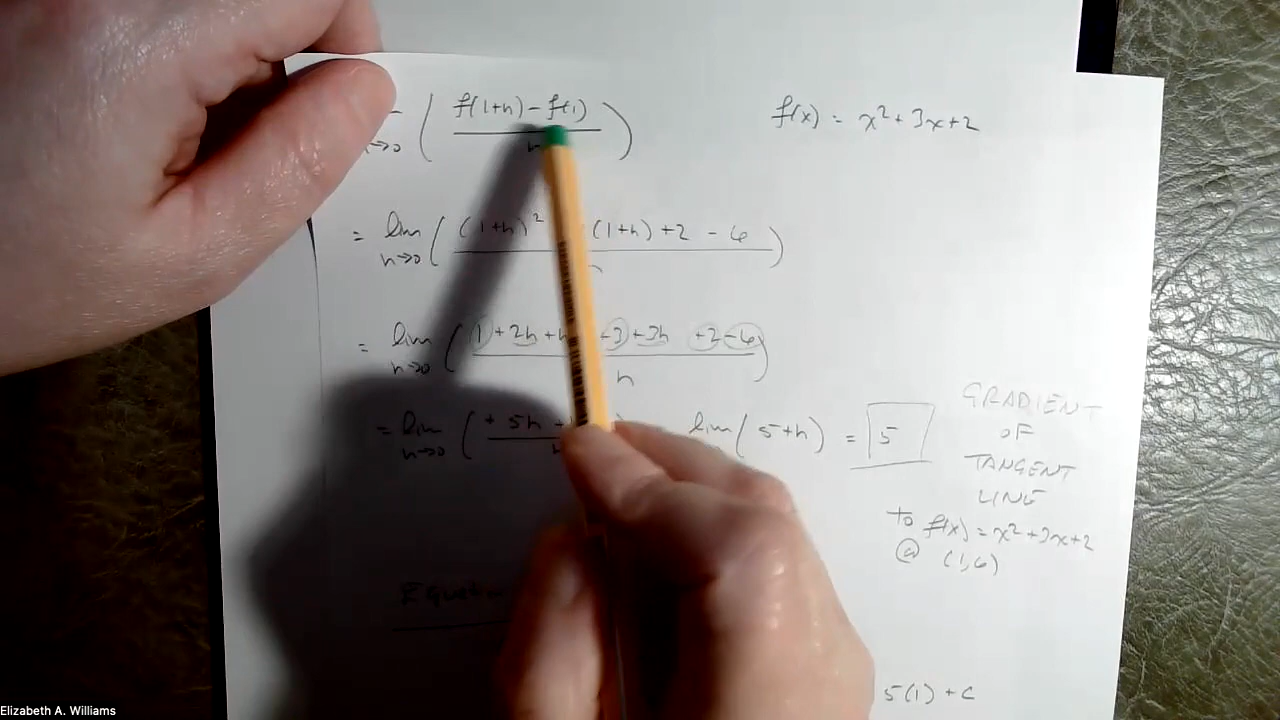 →0 ( f(1+h) - f(1) / h ) f(x) = x² + 3x + 2
= lim h→0 ( (1+h)² (1+h) + 2 - 6 / h )
= lim h→0 ( 1 + 2h + h +3 + 3h +2 - 6 / h )
= lim h→0 ( + 5h + lim ( 5 + h ) = 5
GRADIENT
OF
TANGENT
LINE
to f(x) = x² + 3x + 2
@ (1,6)
5(1) + C
Elizabeth A. Williams